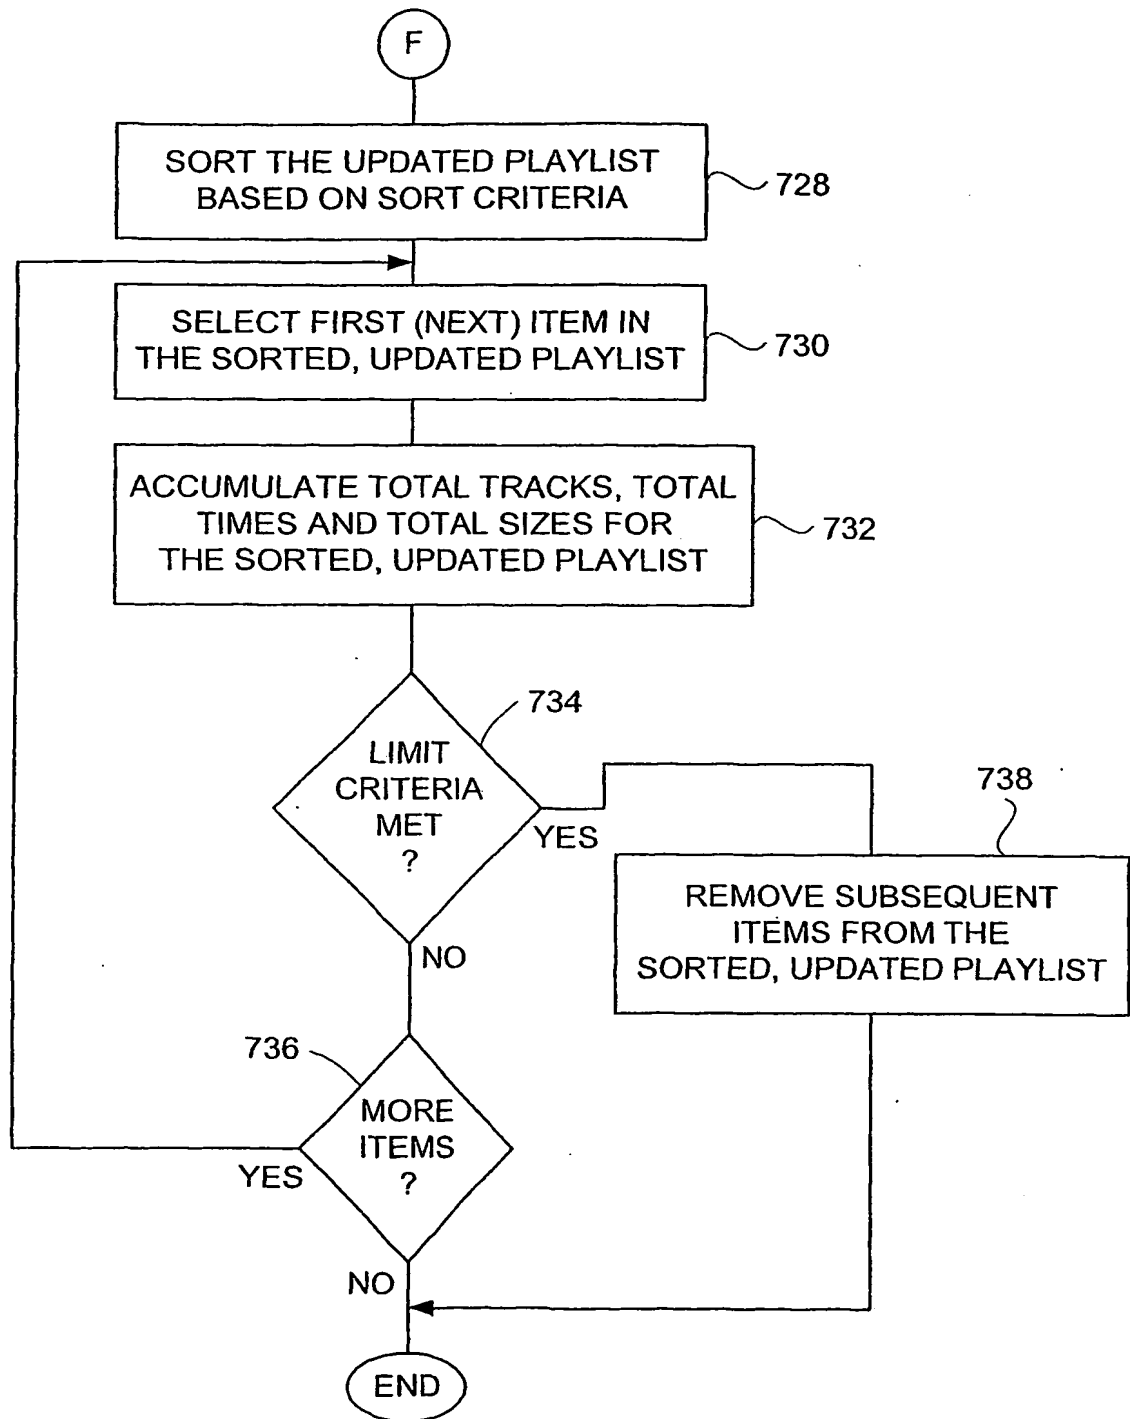 F
SORT THE UPDATED PLAYLIST
BASED ON SORT CRITERIA
728
SELECT FIRST (NEXT) ITEM IN
THE SORTED, UPDATED PLAYLIST
730
ACCUMULATE TOTAL TRACKS, TOTAL
TIMES AND TOTAL SIZES FOR
THE SORTED, UPDATED PLAYLIST
732
734
LIMIT
CRITERIA
MET
?
YES
NO
738
REMOVE SUBSEQUENT
ITEMS FROM THE
SORTED, UPDATED PLAYLIST
736
MORE
ITEMS
?
YES
NO
END